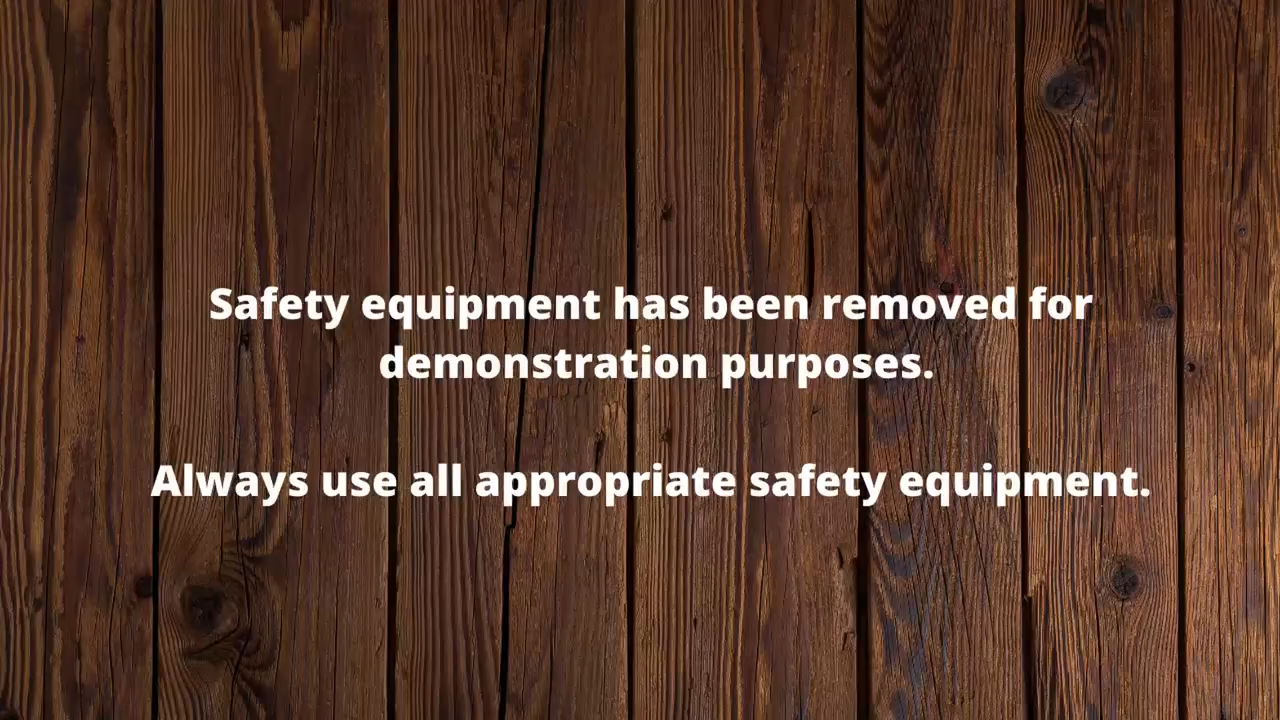 Safety equipment has been removed for
demonstration purposes.
Always use all appropriate safety equipment.